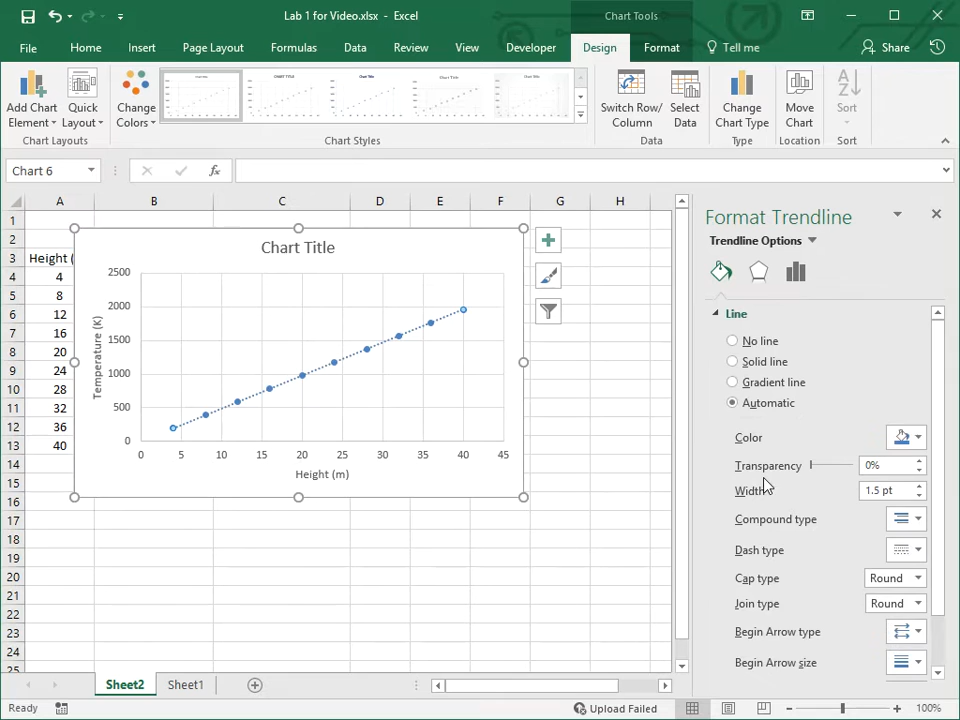 Lab 1 for Video.xlsx - Excel
Chart Tools
File Home Insert Page Layout Formulas Data Review View Developer Design Format Tell me Share
Add Chart Element
Quick Layout
Change Colors
Switch Row/ Column
Select Data
Change Chart Type
Move Chart
Sort
Chart Layouts Chart Styles Data Type Location Sort
Chart 6 fx
A B C D E F G H
1
2
3 Height (
4 4
5 8
6 12
7 16
8 20
9 24
10 28
11 32
12 36
13 40
14
15
16
17
18
19
20
21
22
23
24
25
Chart Title
2500
2000
1500
1000
500
0
0 5 10 15 20 25 30 35 40 45
Temperature (K)
Height (m)
Format Trendline
Trendline Options
Line
No line
Solid line
Gradient line
Automatic
Color
Transparency 0%
Width 1.5 pt
Compound type
Dash type
Cap type Round
Join type Round
Begin Arrow type
Begin Arrow size
Sheet2 Sheet1
Ready Upload Failed 100%